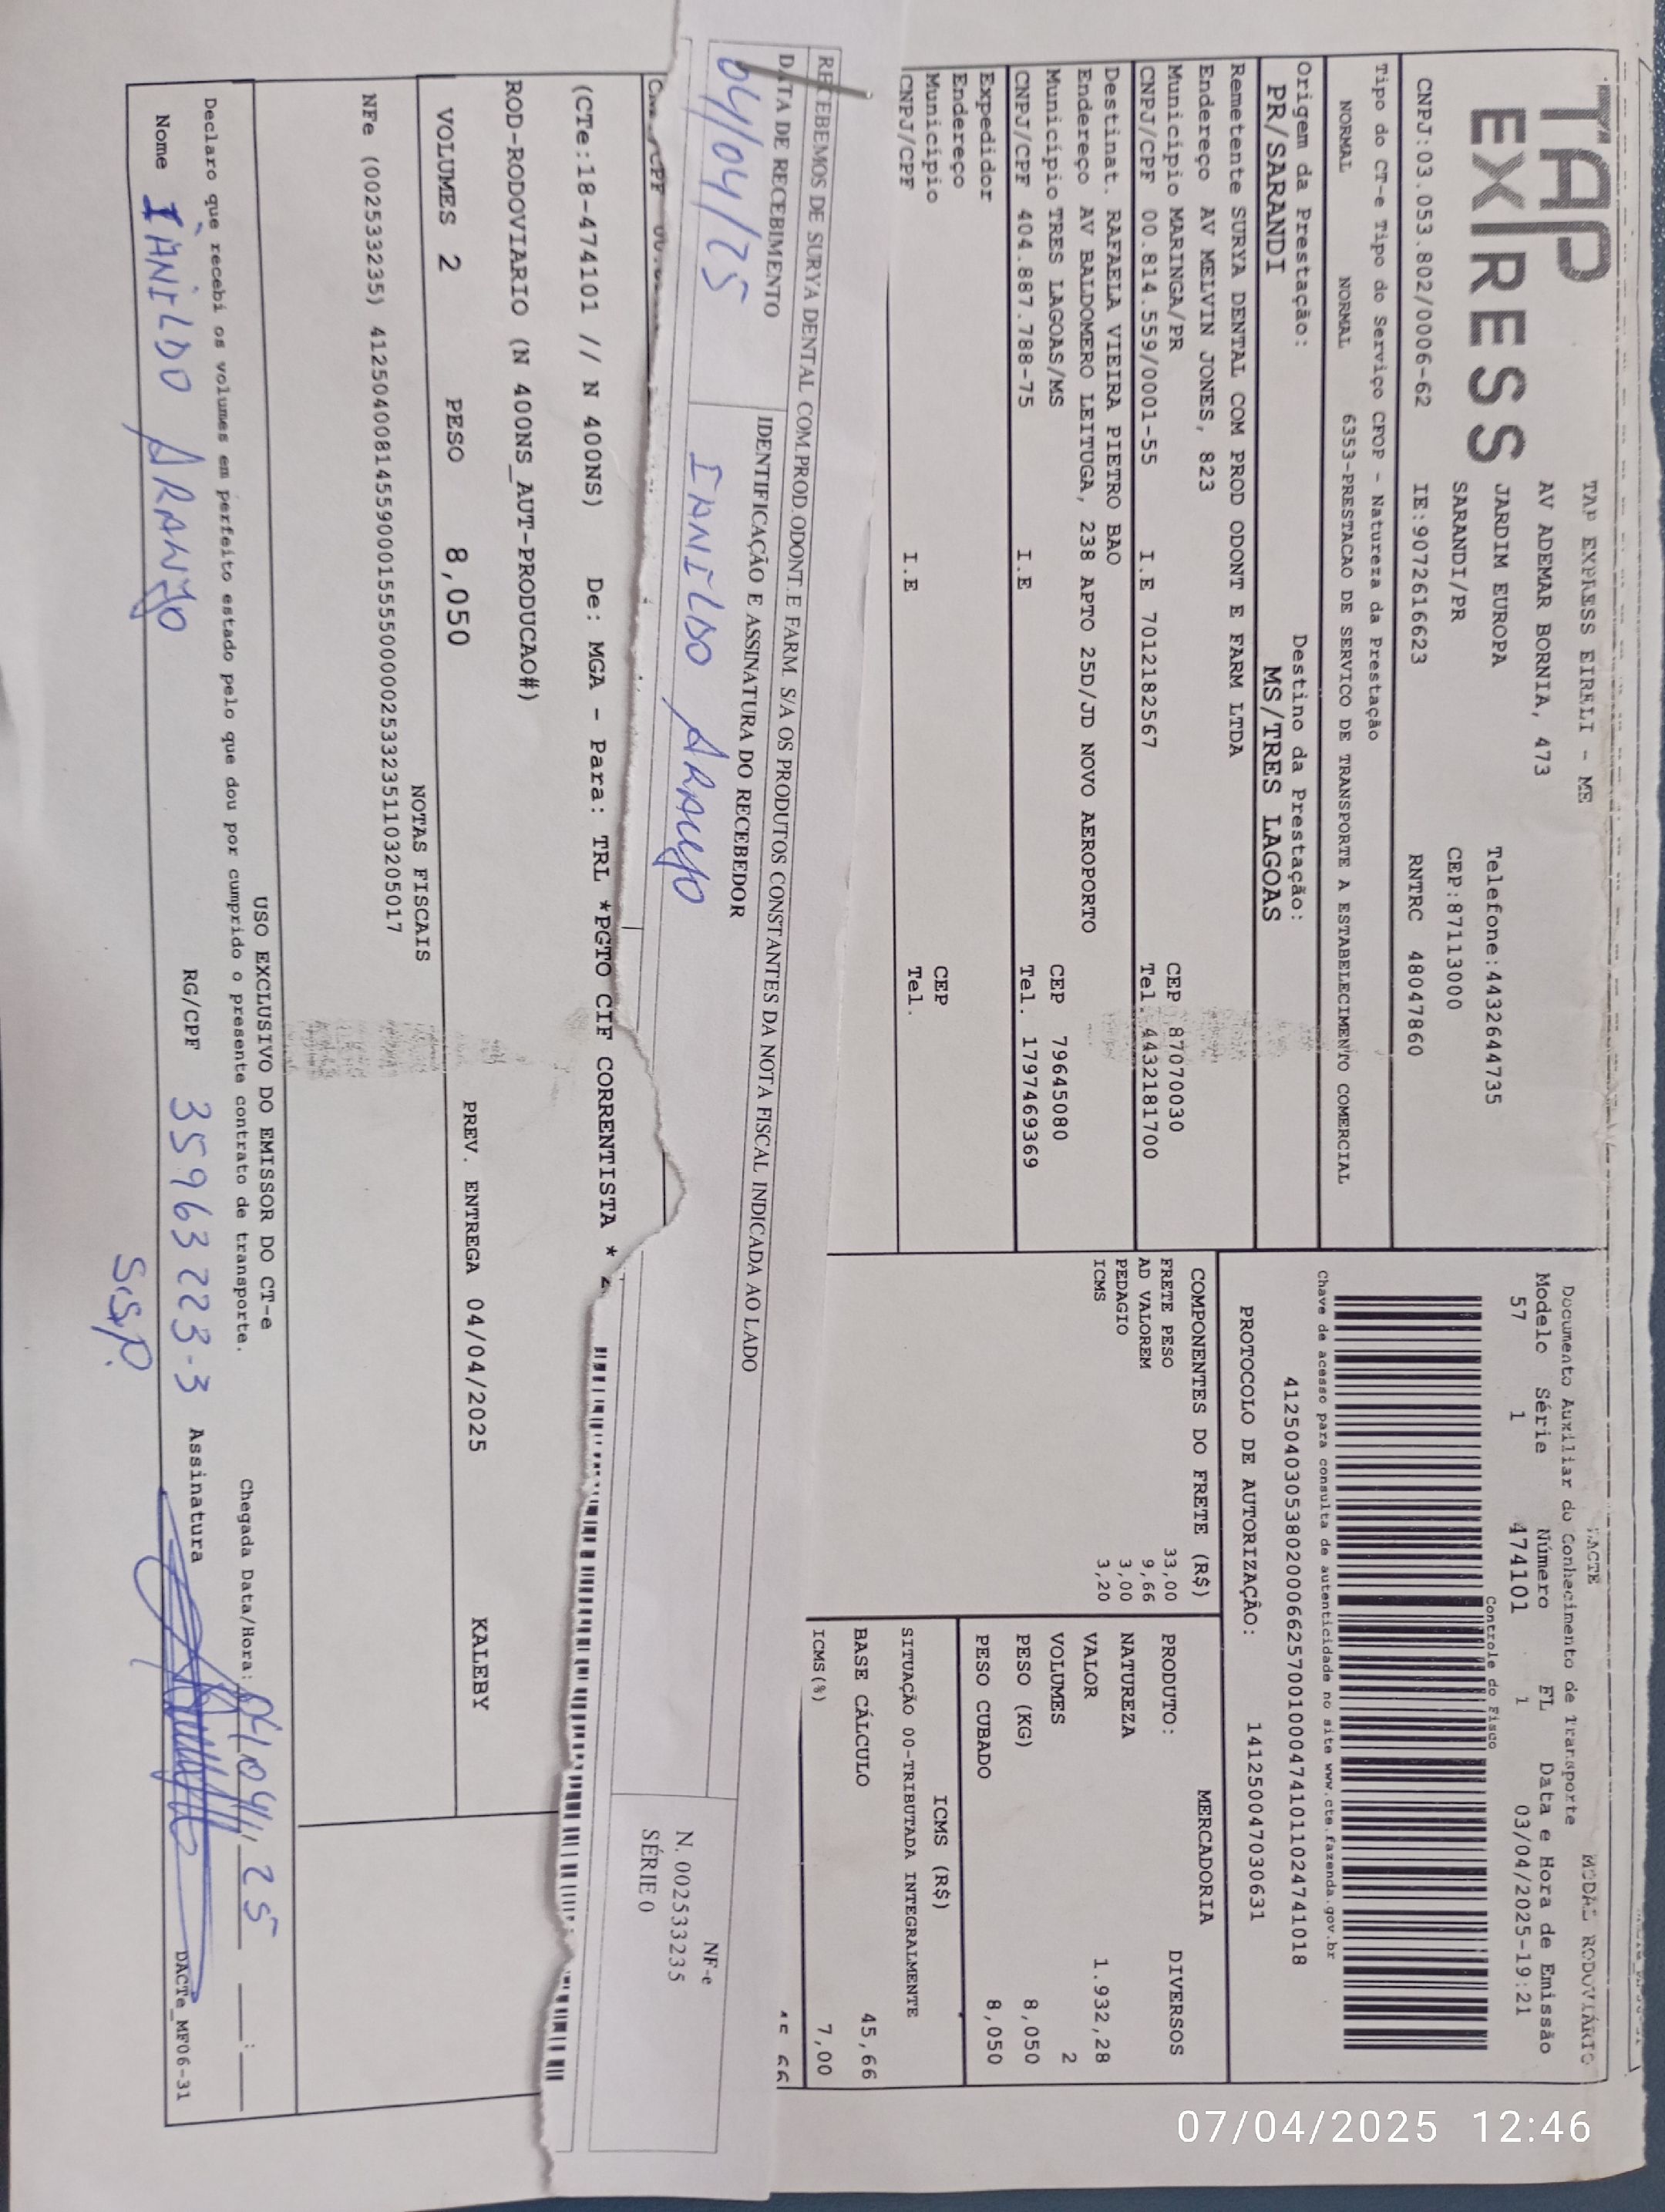 TAP
EXPRESS
TAP EXPRESS EIRELI - ME
AV ADEMAR BORNIA, 473
JARDIM EUROPA Telefone:4432644735
SARANDI/PR CEP:87113000
CNPJ:03.053.802/0006-62 IE:9072616623 RNTRC 48047860
DACTE MODAL RODOVIÁRIO
Documento Auxiliar do Conhecimento de Transporte
Modelo Série Número FL Data e Hora de Emissão
57 1 474101 1 03/04/2025-19:21
Controle do Fisco
Tipo do CT-e Tipo do Serviço CFOP - Natureza da Prestação
NORMAL NORMAL 6353-PRESTACAO DE SERVICO DE TRANSPORTE A ESTABELECIMENTO COMERCIAL
Chave de acesso para consulta de autenticidade no site www.cte.fazenda.gov.br
41250403053802000662570010004741011024741018
Origem da Prestação: Destino da Prestação:
PR/SARANDI MS/TRES LAGOAS
PROTOCOLO DE AUTORIZAÇÃO: 141250047030631
Remetente SURYA DENTAL COM PROD ODONT E FARM LTDA
Endereço AV MELVIN JONES, 823
Município MARINGA/PR CEP 87070030
CNPJ/CPF 00.814.559/0001-55 I.E 7012182567 Tel. 4432181700
Destinat. RAFAELA VIEIRA PIETRO BAO
Endereço AV BALDOMERO LEITUGA, 238 APTO 25D/JD NOVO AEROPORTO
Município TRES LAGOAS/MS CEP 79645080
CNPJ/CPF 404.887.788-75 I.E Tel. 1797469369
Expedidor
Endereço
Município CEP
CNPJ/CPF I.E Tel.
COMPONENTES DO FRETE (R$)
FRETE PESO 33,00
AD VALOREM 9,66
PEDAGIO 3,00
ICMS 3,20
MERCADORIA
PRODUTO: DIVERSOS
NATUREZA
VALOR 1.932,28
VOLUMES 2
PESO (KG) 8,050
PESO CUBADO 8,050
ICMS (R$)
SITUAÇÃO 00-TRIBUTADA INTEGRALMENTE
BASE CÁLCULO 45,66
ICMS(%) 7,00
RECEBEMOS DE SURYA DENTAL COM.PROD.ODONT.E FARM. S/A OS PRODUTOS CONSTANTES DA NOTA FISCAL INDICADA AO LADO
DATA DE RECEBIMENTO IDENTIFICAÇÃO E ASSINATURA DO RECEBEDOR
04/04/25 IANILDO ARAUJO
NF-e
N. 002533235
SÉRIE 0
(CTe:18-474101 // N 400NS) De: MGA - Para: TRL *PGTO CIF CORRENTISTA *
ROD-RODOVIARIO (N 400NS_AUT-PRODUCAO#)
VOLUMES 2 PESO 8,050 PREV. ENTREGA 04/04/2025 KALEBY
NOTAS FISCAIS
NFe (002533235) 41250400814559000155550000025332351103205017
USO EXCLUSIVO DO EMISSOR DO CT-e
Declaro que recebi os volumes em perfeito estado pelo que dou por cumprido o presente contrato de transporte. Chegada Data/Hora: 04/04/25
Nome IANILDO ARAUJO RG/CPF 35963223-3 Assinatura
SSP.
DACTe_MF06-31
07/04/2025 12:46